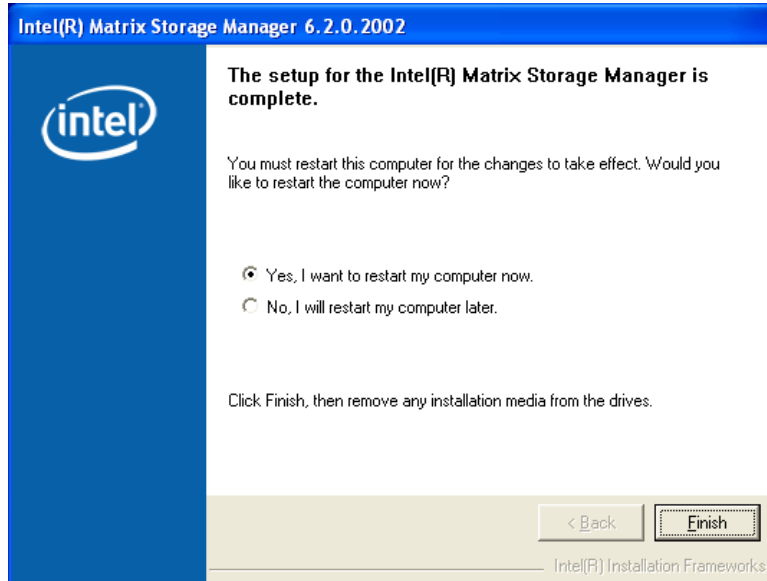 Intel(R) Matrix Storage Manager 6.2.0.2002
intel
The setup for the Intel(R) Matrix Storage Manager is
complete.
You must restart this computer for the changes to take effect. Would you
like to restart the computer now?
Yes, I want to restart my computer now.
No, I will restart my computer later.
Click Finish, then remove any installation media from the drives.
< Back
Finish
Intel(R) Installation Frameworks